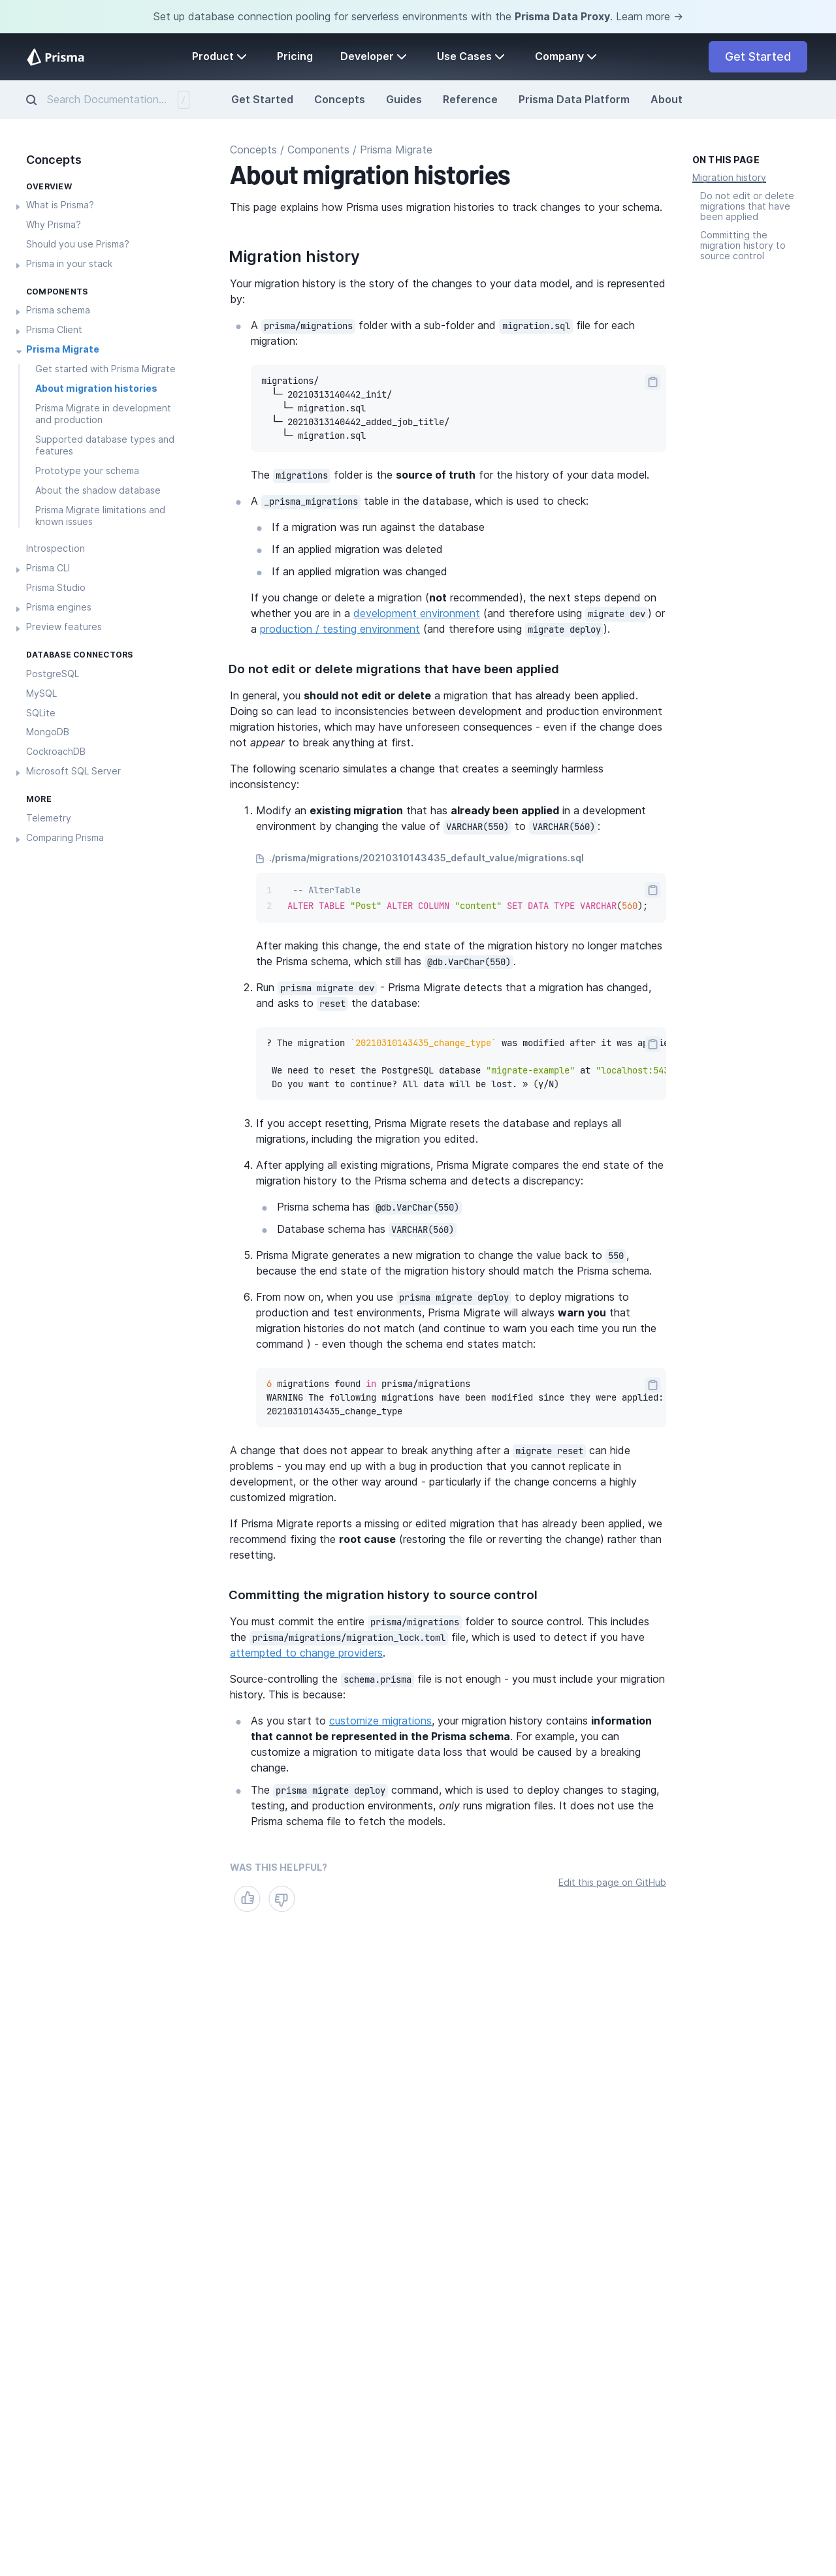 Set up database connection pooling for serverless environments with the Prisma Data Proxy. Learn more →
Prisma
Product
Pricing
Developer
Use Cases
Company
Get Started
Search Documentation...
/
Get Started
Concepts
Guides
Reference
Prisma Data Platform
About
Concepts
OVERVIEW
What is Prisma?
Why Prisma?
Should you use Prisma?
Prisma in your stack
COMPONENTS
Prisma schema
Prisma Client
Prisma Migrate
Get started with Prisma Migrate
About migration histories
Prisma Migrate in development
and production
Supported database types and
features
Prototype your schema
About the shadow database
Prisma Migrate limitations and
known issues
Introspection
Prisma CLI
Prisma Studio
Prisma engines
Preview features
DATABASE CONNECTORS
PostgreSQL
MySQL
SQLite
MongoDB
CockroachDB
Microsoft SQL Server
MORE
Telemetry
Comparing Prisma
Concepts / Components / Prisma Migrate
About migration histories
This page explains how Prisma uses migration histories to track changes to your schema.
Migration history
Your migration history is the story of the changes to your data model, and is represented
by:
A prisma/migrations folder with a sub-folder and migration.sql file for each
migration:
migrations/
└─ 20210313140442_init/
└─ migration.sql
└─ 20210313140442_added_job_title/
└─ migration.sql
The migrations folder is the source of truth for the history of your data model.
A _prisma_migrations table in the database, which is used to check:
If a migration was run against the database
If an applied migration was deleted
If an applied migration was changed
If you change or delete a migration (not recommended), the next steps depend on
whether you are in a development environment (and therefore using migrate dev) or
a production / testing environment (and therefore using migrate deploy).
Do not edit or delete migrations that have been applied
In general, you should not edit or delete a migration that has already been applied.
Doing so can lead to inconsistencies between development and production environment
migration histories, which may have unforeseen consequences - even if the change does
not appear to break anything at first.
The following scenario simulates a change that creates a seemingly harmless
inconsistency:
1. Modify an existing migration that has already been applied in a development
environment by changing the value of VARCHAR(550) to VARCHAR(560):
./prisma/migrations/20210310143435_default_value/migrations.sql
1 -- AlterTable
2 ALTER TABLE "Post" ALTER COLUMN "content" SET DATA TYPE VARCHAR(560);
After making this change, the end state of the migration history no longer matches
the Prisma schema, which still has @db.VarChar(550).
2. Run prisma migrate dev - Prisma Migrate detects that a migration has changed,
and asks to reset the database:
? The migration `20210310143435_change_type` was modified after it was
We need to reset the PostgreSQL database "migrate-example" at "localhost:543
Do you want to continue? All data will be lost. » (y/N)
3. If you accept resetting, Prisma Migrate resets the database and replays all
migrations, including the migration you edited.
4. After applying all existing migrations, Prisma Migrate compares the end state of the
migration history to the Prisma schema and detects a discrepancy:
Prisma schema has @db.VarChar(550)
Database schema has VARCHAR(560)
5. Prisma Migrate generates a new migration to change the value back to 550,
because the end state of the migration history should match the Prisma schema.
6. From now on, when you use prisma migrate deploy to deploy migrations to
production and test environments, Prisma Migrate will always warn you that
migration histories do not match (and continue to warn you each time you run the
command ) - even though the schema end states match:
6 migrations found in prisma/migrations
WARNING The following migrations have been modified since they were applied:
20210310143435_change_type
A change that does not appear to break anything after a migrate reset can hide
problems - you may end up with a bug in production that you cannot replicate in
development, or the other way around - particularly if the change concerns a highly
customized migration.
If Prisma Migrate reports a missing or edited migration that has already been applied, we
recommend fixing the root cause (restoring the file or reverting the change) rather than
resetting.
Committing the migration history to source control
You must commit the entire prisma/migrations folder to source control. This includes
the prisma/migrations/migration_lock.toml file, which is used to detect if you have
attempted to change providers.
Source-controlling the schema.prisma file is not enough - you must include your migration
history. This is because:
As you start to customize migrations, your migration history contains information
that cannot be represented in the Prisma schema. For example, you can
customize a migration to mitigate data loss that would be caused by a breaking
change.
The prisma migrate deploy command, which is used to deploy changes to staging,
testing, and production environments, only runs migration files. It does not use the
Prisma schema file to fetch the models.
WAS THIS HELPFUL?
Edit this page on GitHub
ON THIS PAGE
Migration history
Do not edit or delete
migrations that have
been applied
Committing the
migration history to
source control